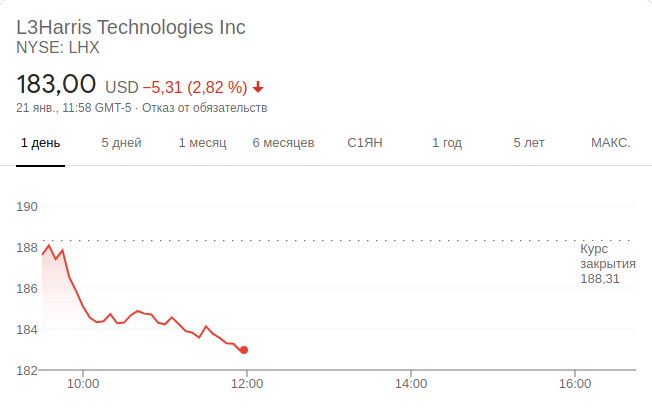 L3Harris Technologies Inc
NYSE: LHX
183,00 USD −5,31 (2,82 %)
21 янв., 11:58 GMT-5 · Отказ от обязательств
1 день 5 дней 1 месяц 6 месяцев С1ЯН 1 год 5 лет МАКС.
190
188
186
184
182
Курс
закрытия
188,31
10:00 12:00 14:00 16:00